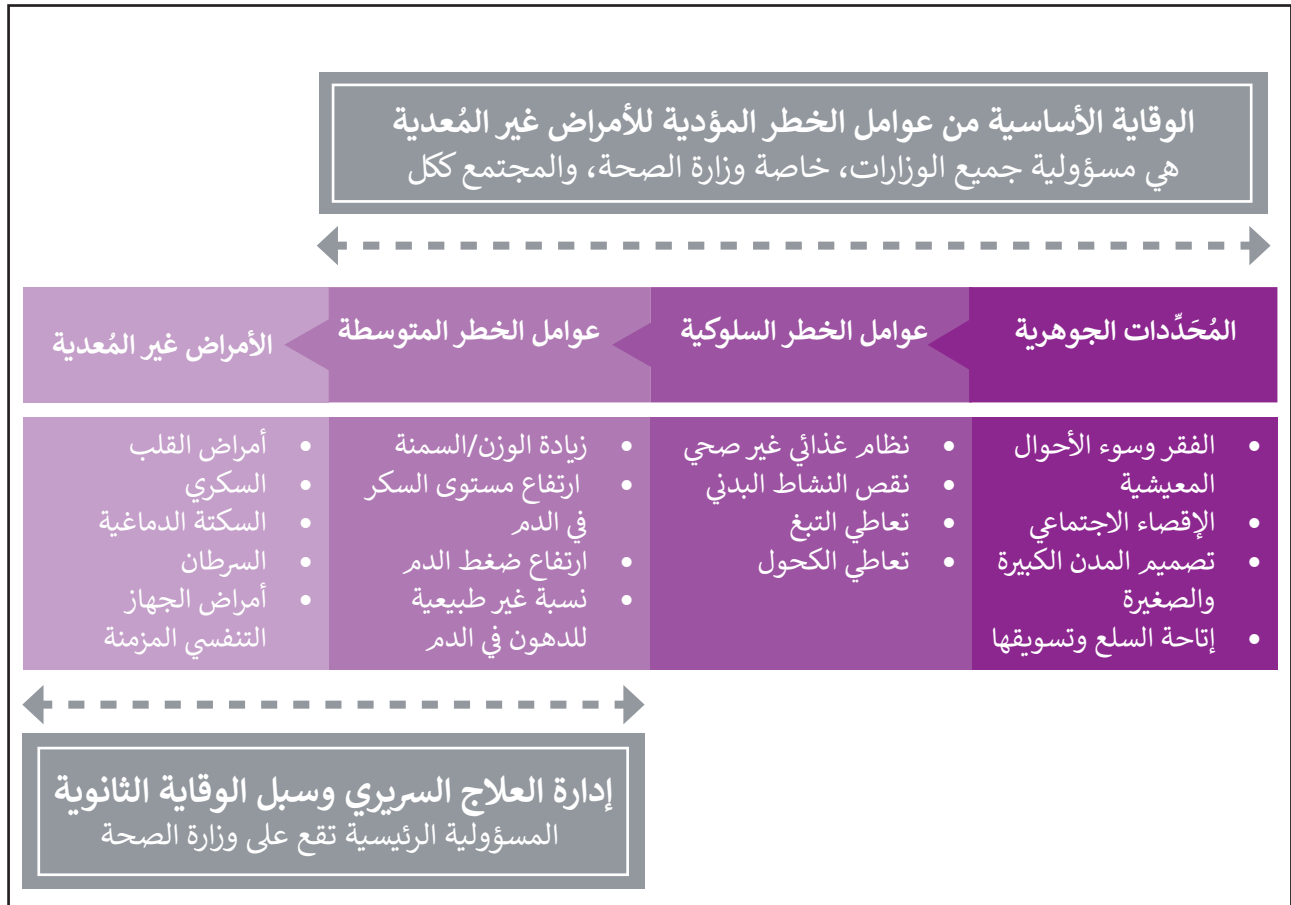 الوقاية الأساسية من عوامل الخطر المؤدية للأمراض غير المُعدية
هي مسؤولية جميع الوزارات، خاصة وزارة الصحة، والمجتمع ككل
المُحَدِّدات الجوهرية
عوامل الخطر السلوكية
عوامل الخطر المتوسطة
الأمراض غير المُعدية
• الفقر وسوء الأحوال
المعيشية
• الإقصاء الاجتماعي
• تصميم المدن الكبيرة
والصغيرة
• إتاحة السلع وتسويقها
• نظام غذائي غير صحي
• نقص النشاط البدني
• تعاطي التبغ
• تعاطي الكحول
• زيادة الوزن/السمنة
• ارتفاع مستوى السكر
في الدم
• ارتفاع ضغط الدم
• نسبة غير طبيعية
للدهون في الدم
• أمراض القلب
• السكري
• السكتة الدماغية
• السرطان
• أمراض الجهاز
التنفسي المزمنة
إدارة العلاج السريري وسبل الوقاية الثانوية
المسؤولية الرئيسية تقع على وزارة الصحة